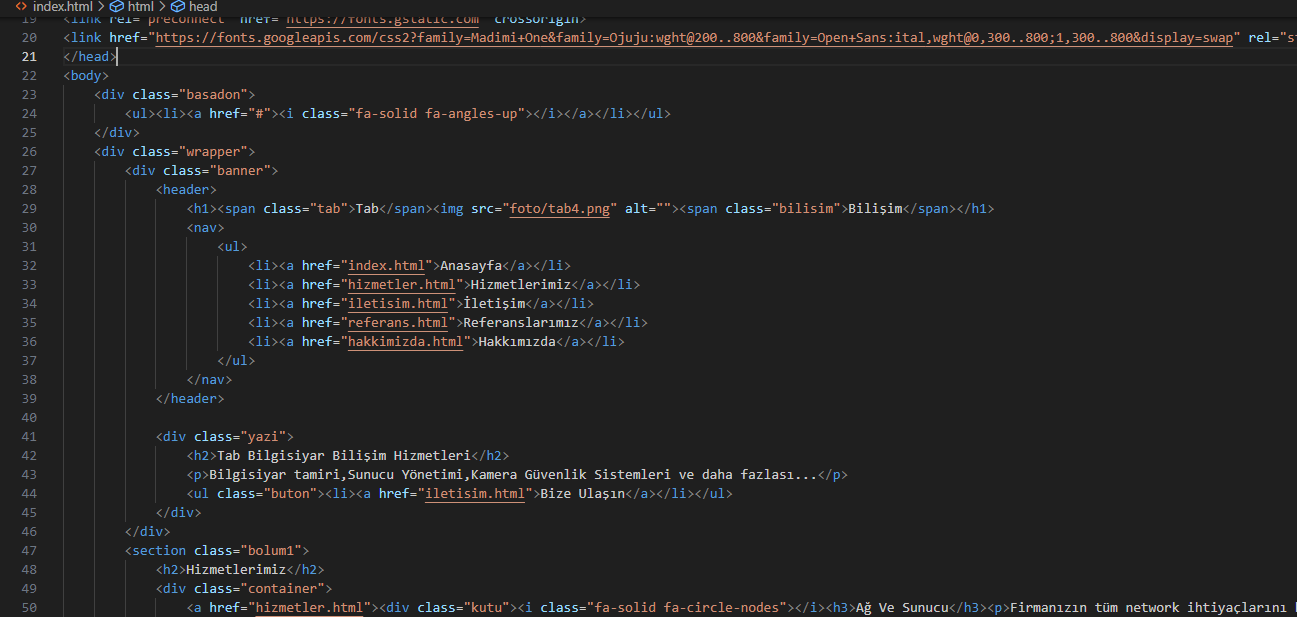 index.html > html > head
19 <link rel="preconnect" href="https://fonts.gstatic.com" crossorigin>
20 <link href="https://fonts.googleapis.com/css2?family=Madimi+One&family=Ojuju:wght@200..800&family=Open+Sans:ital,wght@0,300..800;1,300..800&display=swap" rel="st
21 </head>
22 <body>
23 <div class="basadon">
24 <ul><li><a href="#"><i class="fa-solid fa-angles-up"></i></a></li></ul>
25 </div>
26 <div class="wrapper">
27 <div class="banner">
28 <header>
29 <h1><span class="tab">Tab</span><img src="foto/tab4.png" alt=""><span class="bilisim">Bilişim</span></h1>
30 <nav>
31 <ul>
32 <li><a href="index.html">Anasayfa</a></li>
33 <li><a href="hizmetler.html">Hizmetlerimiz</a></li>
34 <li><a href="iletisim.html">İletişim</a></li>
35 <li><a href="referans.html">Referanslarımız</a></li>
36 <li><a href="hakkimizda.html">Hakkımızda</a></li>
37 </ul>
38 </nav>
39 </header>
40
41 <div class="yazi">
42 <h2>Tab Bilgisiyar Bilişim Hizmetleri</h2>
43 <p>Bilgisiyar tamiri,Sunucu Yönetimi,Kamera Güvenlik Sistemleri ve daha fazlası...</p>
44 <ul class="buton"><li><a href="iletisim.html">Bize Ulaşın</a></li></ul>
45 </div>
46 </div>
47 <section class="bolum1">
48 <h2>Hizmetlerimiz</h2>
49 <div class="container">
50 <a href="hizmetler.html"><div class="kutu"><i class="fa-solid fa-circle-nodes"></i><h3>Ağ Ve Sunucu</h3><p>Firmanızın tüm network ihtiyaçlarını